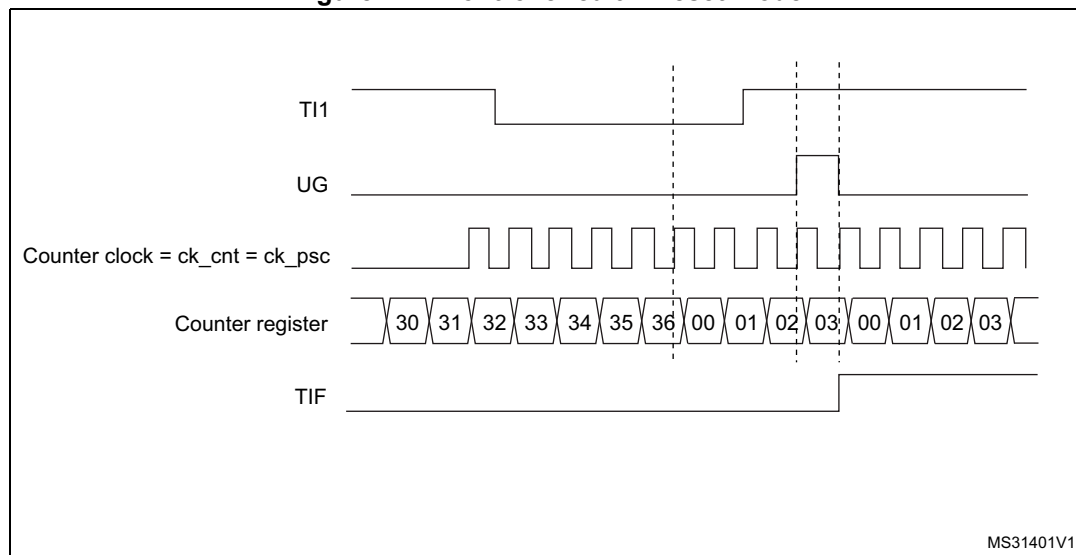 TI1
UG
Counter clock = ck_cnt = ck_psc
Counter register 30 31 32 33 34 35 36 00 01 02 03 00 01 02 03
TIF
MS31401V1